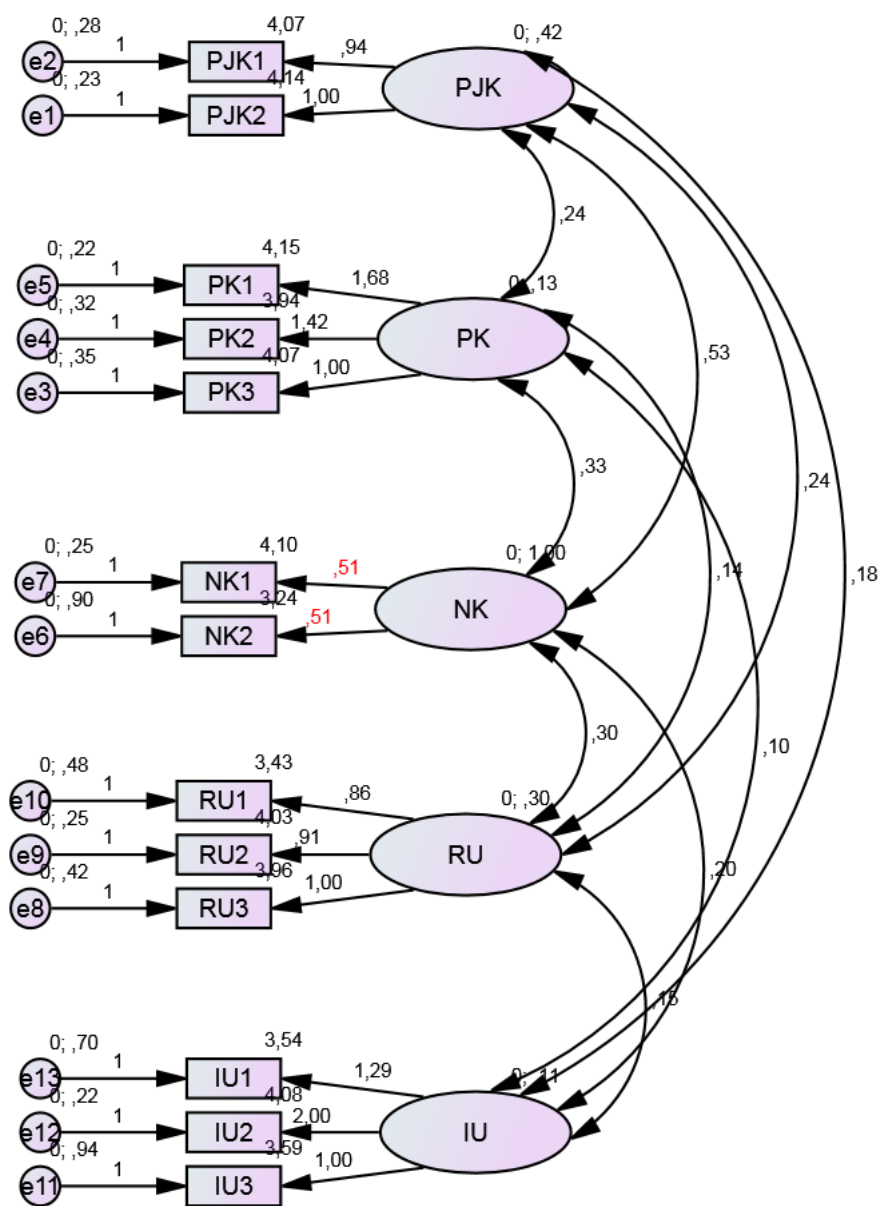 0; ,28 1 4,07 ,94 0; ,42
e2 PJK1 PJK
0; ,23 1 4,14 1,00
e1 PJK2
,24
0; ,22 1 4,15 1,68 0; ,13
e5 PK1
0; ,32 1 3,94 1,42
e4 PK2 PK
,53
0; ,35 1 4,07 1,00
e3 PK3
,33
,24
0; ,25 1 4,10 ,51 0; 1,00
e7 NK1 NK
,14
,18
0; ,90 1 3,24 ,51
e6 NK2
,30
,10
0; ,48 1 3,43 ,86 0; ,30
e10 RU1
0; ,25 1 4,03 ,91
e9 RU2 RU
,20
0; ,42 1 3,96 1,00
e8 RU3
,15
0; ,70 1 3,54 1,29 0; ,11
e13 IU1
0; ,22 1 4,08 2,00
e12 IU2 IU
0; ,94 1 3,59 1,00
e11 IU3